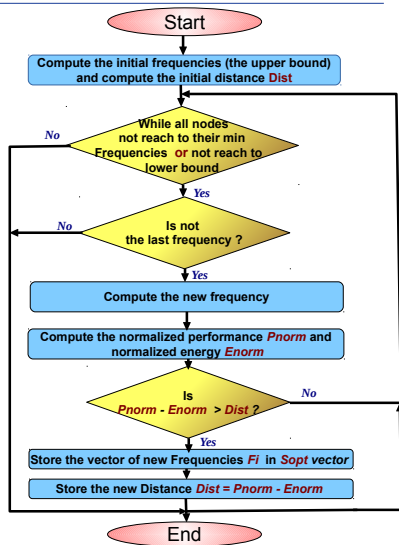 Start
Compute the initial frequencies (the upper bound)
and compute the initial distance Dist
While all nodes
not reach to their min
Frequencies or not reach to
lower bound
No
Yes
Is not
the last frequency ?
No
Yes
Compute the new frequency
Compute the normalized performance Pnorm and
normalized energy Enorm
Is
Pnorm - Enorm > Dist ?
No
Yes
Store the vector of new Frequencies Fi in Sopt vector
Store the new Distance Dist = Pnorm - Enorm
End